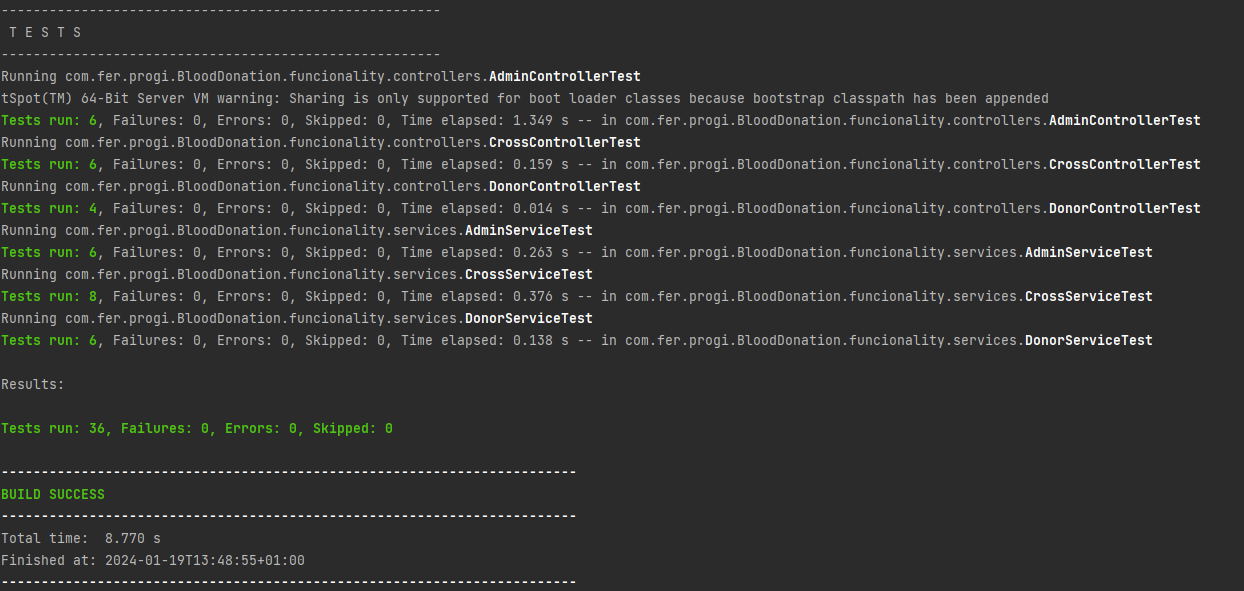 -------------------------------------------------------
T E S T S
-------------------------------------------------------
Running com.fer.progi.BloodDonation.funcionality.controllers.AdminControllerTest
tSpot(TM) 64-Bit Server VM warning: Sharing is only supported for boot loader classes because bootstrap classpath has been appended
Tests run: 6, Failures: 0, Errors: 0, Skipped: 0, Time elapsed: 1.349 s -- in com.fer.progi.BloodDonation.funcionality.controllers.AdminControllerTest
Running com.fer.progi.BloodDonation.funcionality.controllers.CrossControllerTest
Tests run: 6, Failures: 0, Errors: 0, Skipped: 0, Time elapsed: 0.159 s -- in com.fer.progi.BloodDonation.funcionality.controllers.CrossControllerTest
Running com.fer.progi.BloodDonation.funcionality.controllers.DonorControllerTest
Tests run: 4, Failures: 0, Errors: 0, Skipped: 0, Time elapsed: 0.014 s -- in com.fer.progi.BloodDonation.funcionality.controllers.DonorControllerTest
Running com.fer.progi.BloodDonation.funcionality.services.AdminServiceTest
Tests run: 6, Failures: 0, Errors: 0, Skipped: 0, Time elapsed: 0.263 s -- in com.fer.progi.BloodDonation.funcionality.services.AdminServiceTest
Running com.fer.progi.BloodDonation.funcionality.services.CrossServiceTest
Tests run: 8, Failures: 0, Errors: 0, Skipped: 0, Time elapsed: 0.376 s -- in com.fer.progi.BloodDonation.funcionality.services.CrossServiceTest
Running com.fer.progi.BloodDonation.funcionality.services.DonorServiceTest
Tests run: 6, Failures: 0, Errors: 0, Skipped: 0, Time elapsed: 0.138 s -- in com.fer.progi.BloodDonation.funcionality.services.DonorServiceTest
Results:
Tests run: 36, Failures: 0, Errors: 0, Skipped: 0
------------------------------------------------------------------------
BUILD SUCCESS
------------------------------------------------------------------------
Total time:  8.770 s
Finished at: 2024-01-19T13:48:55+01:00
------------------------------------------------------------------------